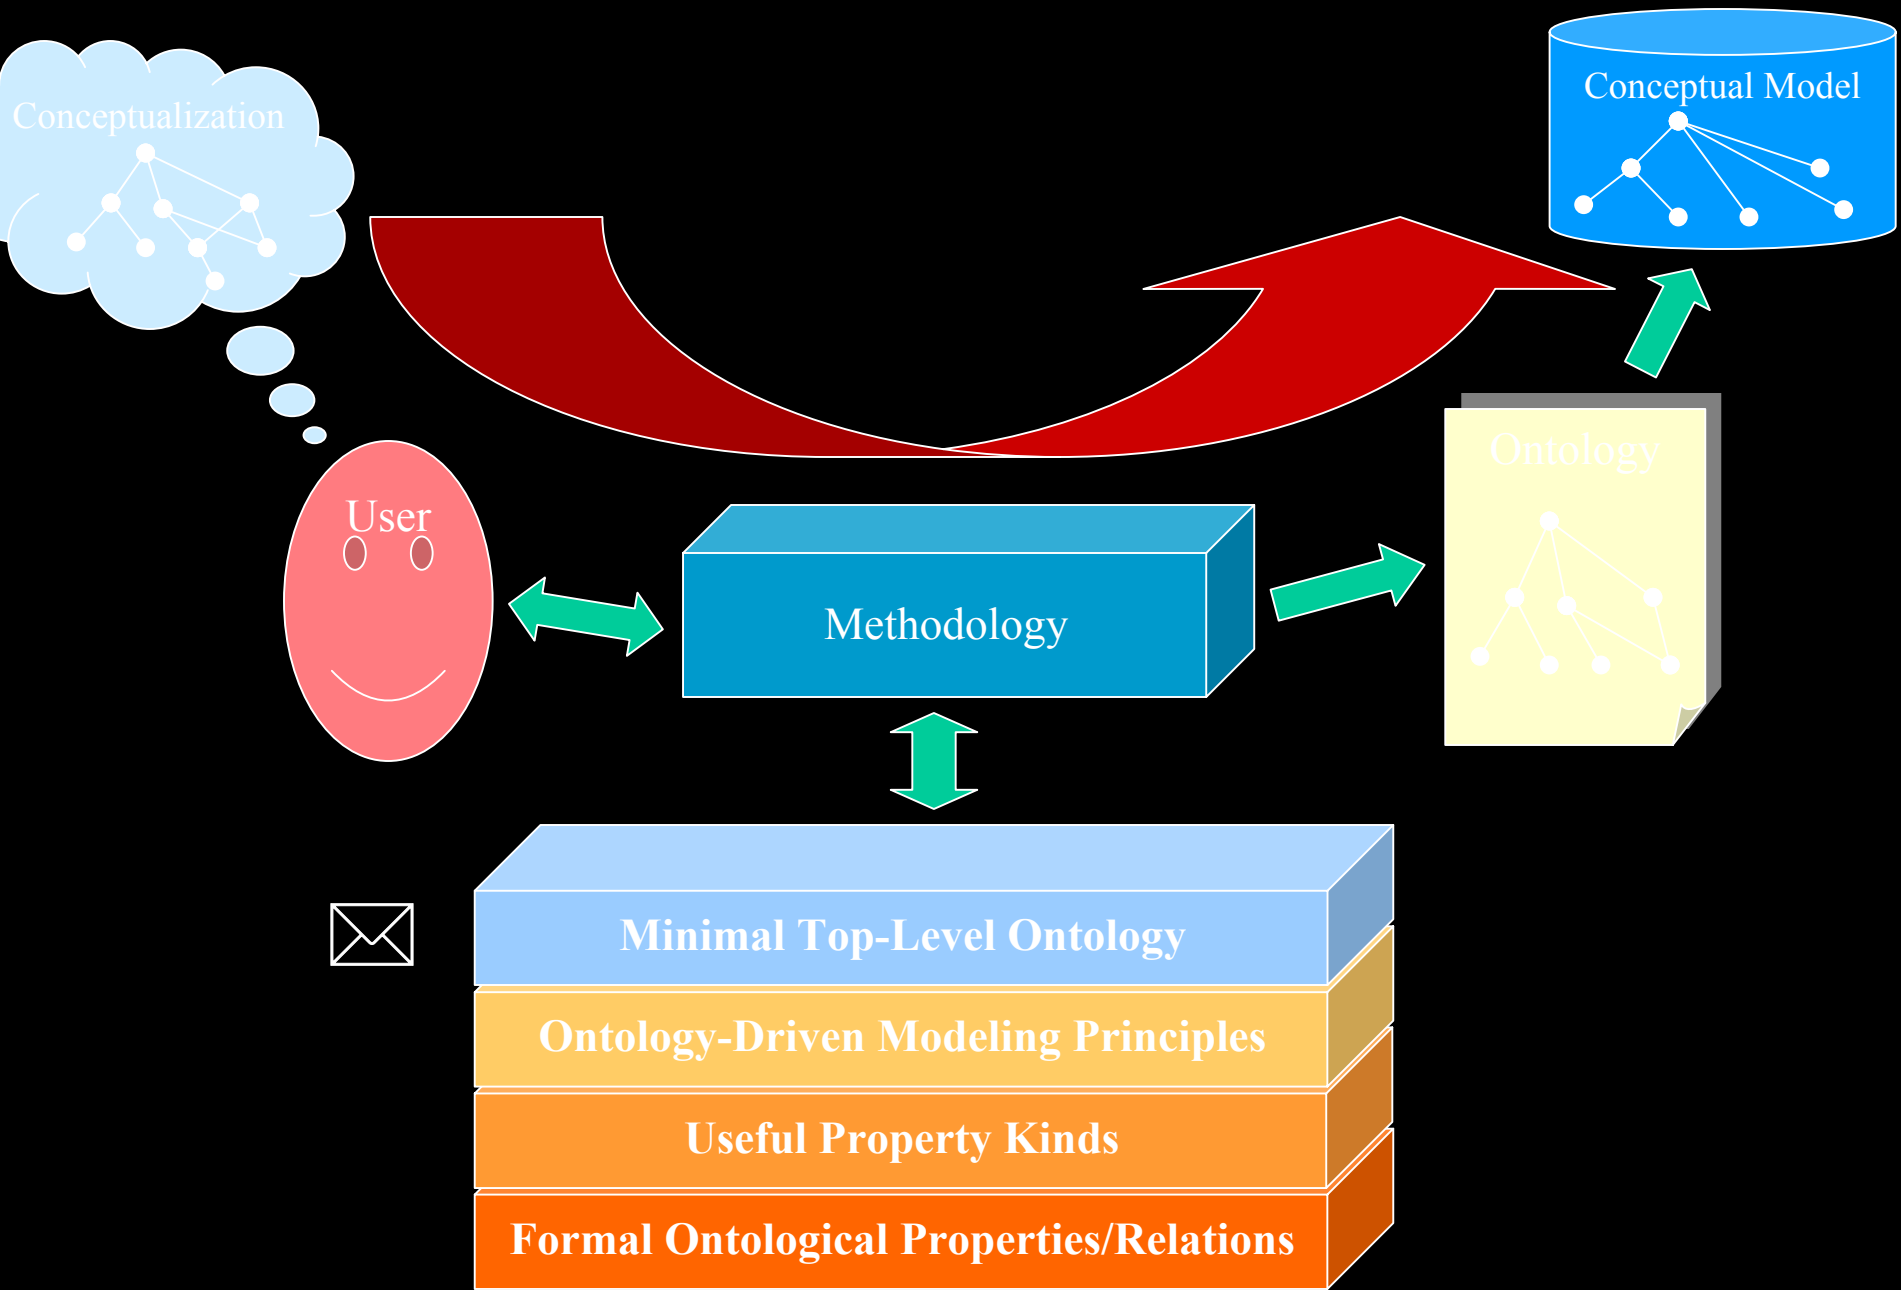 Conceptualization
Conceptual Model
Ontology
User
Methodology
Minimal Top-Level Ontology
Ontology-Driven Modeling Principles
Useful Property Kinds
Formal Ontological Properties/Relations